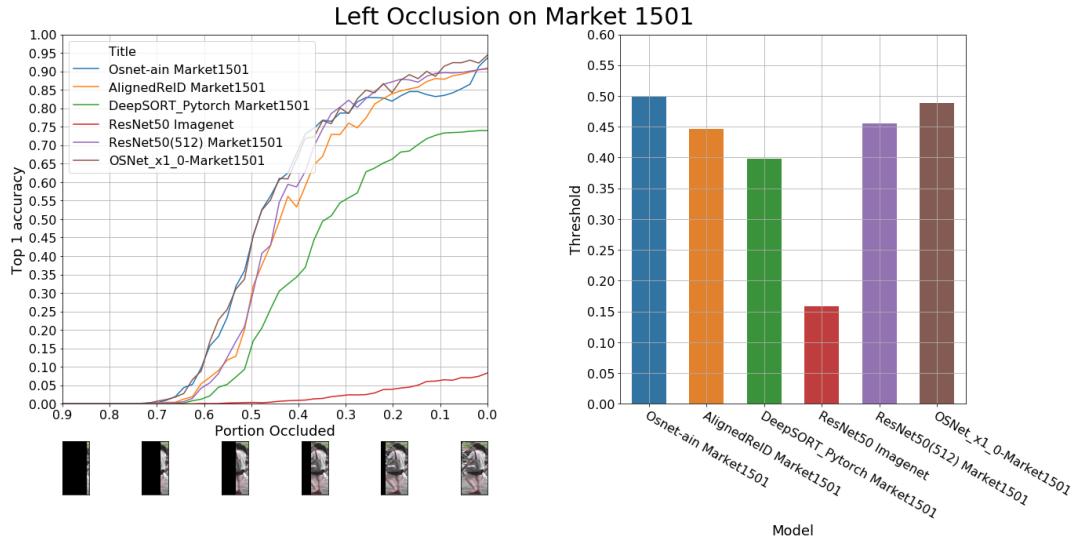 Left Occlusion on Market 1501
1.00
0.95
0.90
0.85
0.80
0.75
0.70
0.65
0.60
0.55
0.50
0.45
0.40
0.35
0.30
0.25
0.20
0.15
0.10
0.05
0.00
Top 1 accuracy
Title
Osnet-ain Market1501
AlignedReID Market1501
DeepSORT_Pytorch Market1501
ResNet50 Imagenet
ResNet50(512) Market1501
OSNet_x1_0-Market1501
0.9 0.8 0.7 0.6 0.5 0.4 0.3 0.2 0.1 0.0
Portion Occluded
0.60
0.50
0.45
0.40
0.35
0.30
0.25
0.20
0.15
0.10
0.05
0.00
Threshold
Osnet-ain Market1501
AlignedReID Market1501
DeepSORT_Pytorch Market1501
ResNet50 Imagenet
ResNet50(512) Market1501
OSNet_x1_0-Market1501
Model